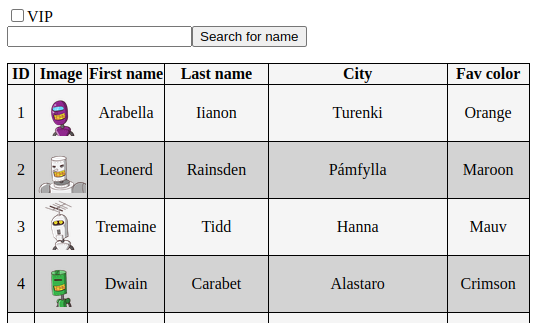 VIP
Search for name
ID Image First name Last name City Fav color
1 Arabella Iianon Turenki Orange
2 Leonerd Rainsden Pámfylla Maroon
3 Tremaine Tidd Hanna Mauv
4 Dwain Carabet Alastaro Crimson